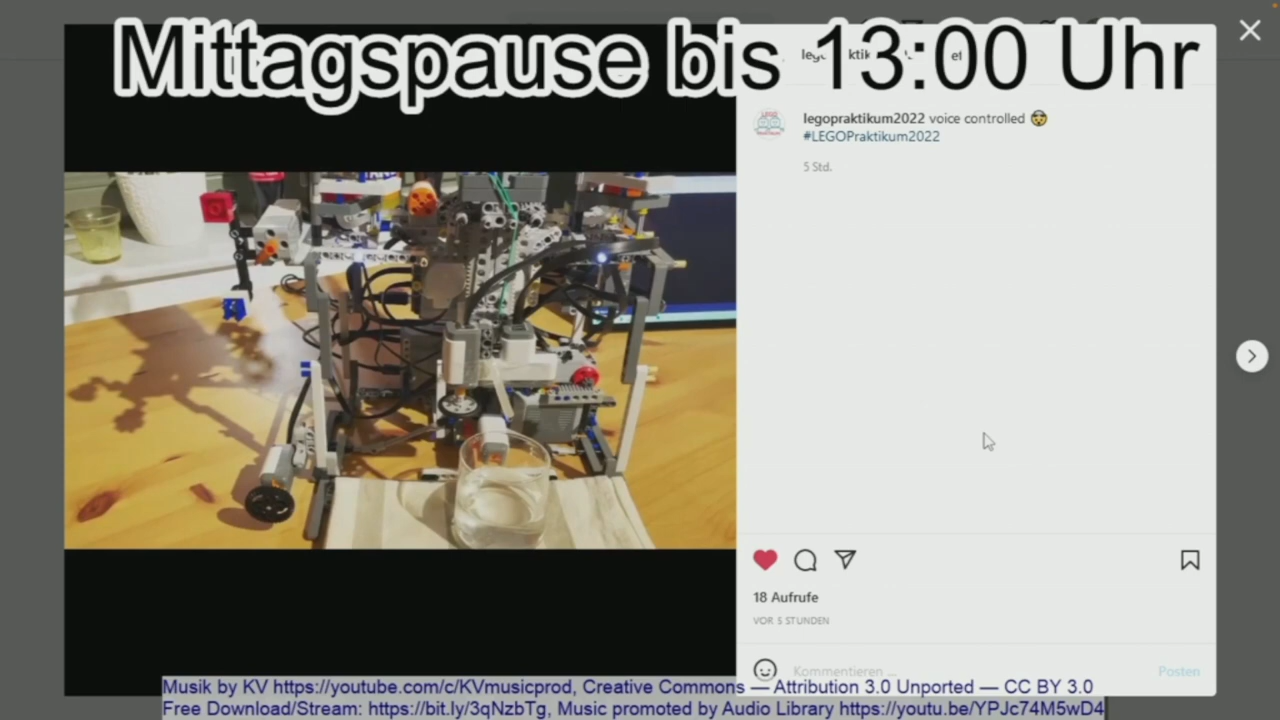 Mittagspause bis 13:00 Uhr
legopraktikum2022 voice controlled 🤯
#LEGOPraktikum2022
5 Std.
18 Aufrufe
VOR 5 STUNDEN
Kommentieren ...
Posten
Musik by KV https://youtube.com/c/KVmusicprod, Creative Commons — Attribution 3.0 Unported — CC BY 3.0
Free Download/Stream: https://bit.ly/3qNzbTg, Music promoted by Audio Library https://youtu.be/YPJc74M5wD4